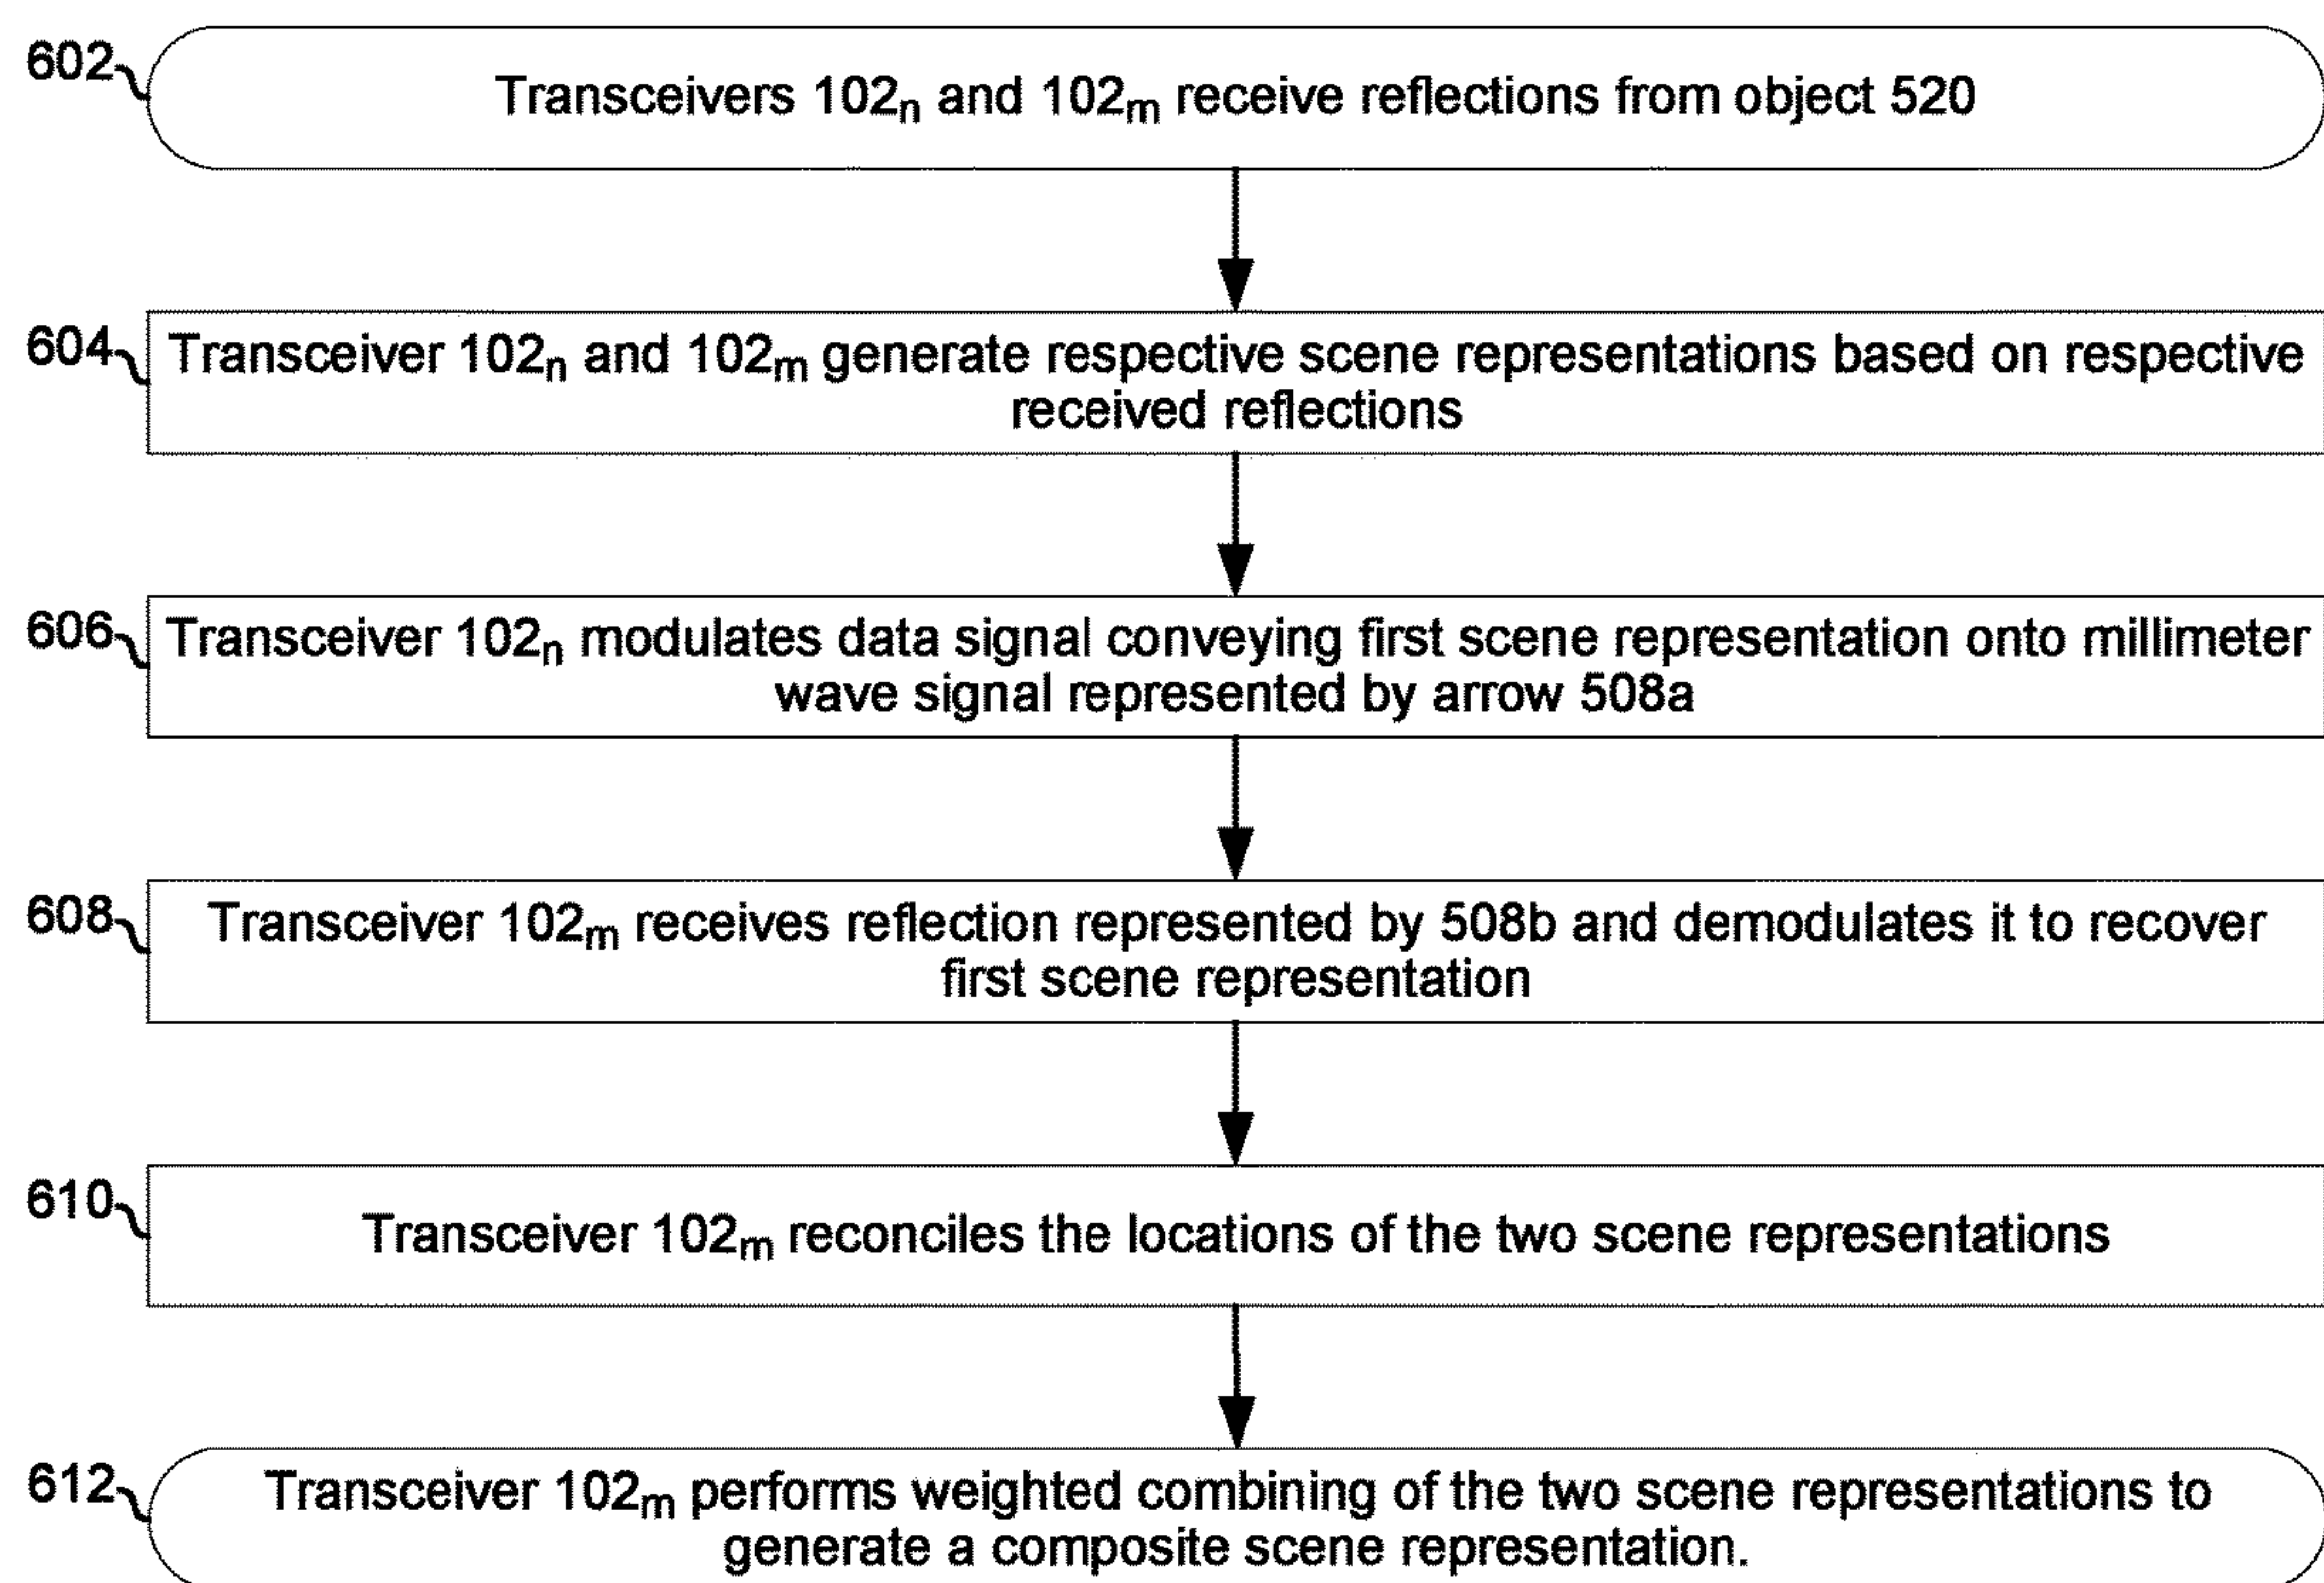 602
Transceivers 102n and 102m receive reflections from object 520
604
Transceiver 102n and 102m generate respective scene representations based on respective
received reflections
606
Transceiver 102n modulates data signal conveying first scene representation onto millimeter
wave signal represented by arrow 508a
608
Transceiver 102m receives reflection represented by 508b and demodulates it to recover
first scene representation
610
Transceiver 102m reconciles the locations of the two scene representations
612
Transceiver 102m performs weighted combining of the two scene representations to
generate a composite scene representation.